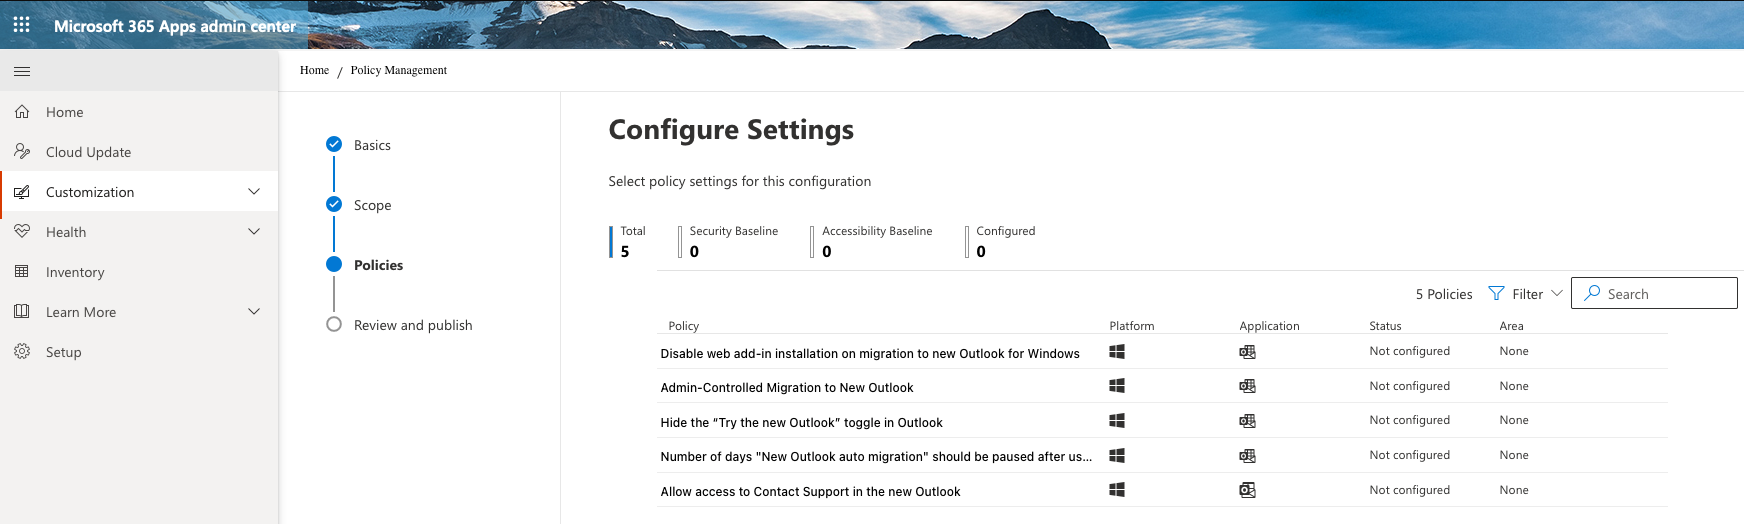 Microsoft 365 Apps admin center
Home / Policy Management
Home
Cloud Update
Customization
Health
Inventory
Learn More
Setup
Basics
Scope
Policies
Review and publish
Configure Settings
Select policy settings for this configuration
Total Security Baseline Accessibility Baseline Configured
5 0 0 0
5 Policies Filter Search
Policy Platform Application Status Area
Disable web add-in installation on migration to new Outlook for Windows Not configured None
Admin-Controlled Migration to New Outlook Not configured None
Hide the “Try the new Outlook” toggle in Outlook Not configured None
Number of days "New Outlook auto migration" should be paused after us... Not configured None
Allow access to Contact Support in the new Outlook Not configured None